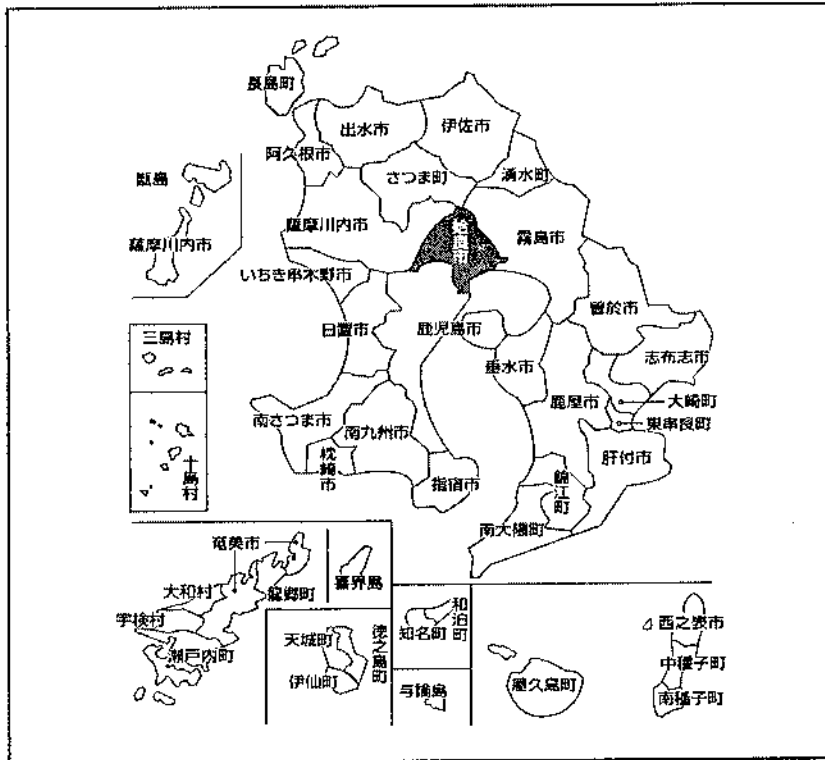 長島町
出水市
伊佐市
阿久根市
さつま町
湧水町
甑島
薩摩川内市
薩摩川内市
姶良市
霧島市
いちき串木野市
曽於市
三島村
日置市
鹿児島市
志布志市
垂水市
大崎町
鹿屋市
南さつま市
東串良町
南九州市
十島村
枕崎市
指宿市
肝付市
錦江町
南大隅町
奄美市
大和村
龍郷町
喜界島
宇検村
瀬戸内町
天城町
徳之島町
伊仙町
和泊町
知名町
与論島
屋久島町
西之表市
中種子町
南種子町